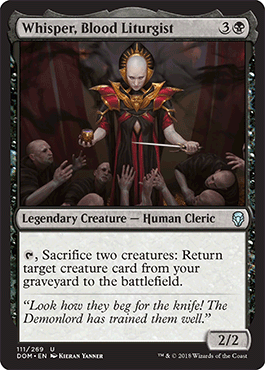 Whisper, Blood Liturgist 3
Legendary Creature — Human Cleric
, Sacrifice two creatures: Return
target creature card from your
graveyard to the battlefield.
“Look how they beg for the knife! The
Demonlord has trained them well.”
2/2
111/269 U
DOM • EN KIERAN YANNER
™ & © 2018 Wizards of the Coast